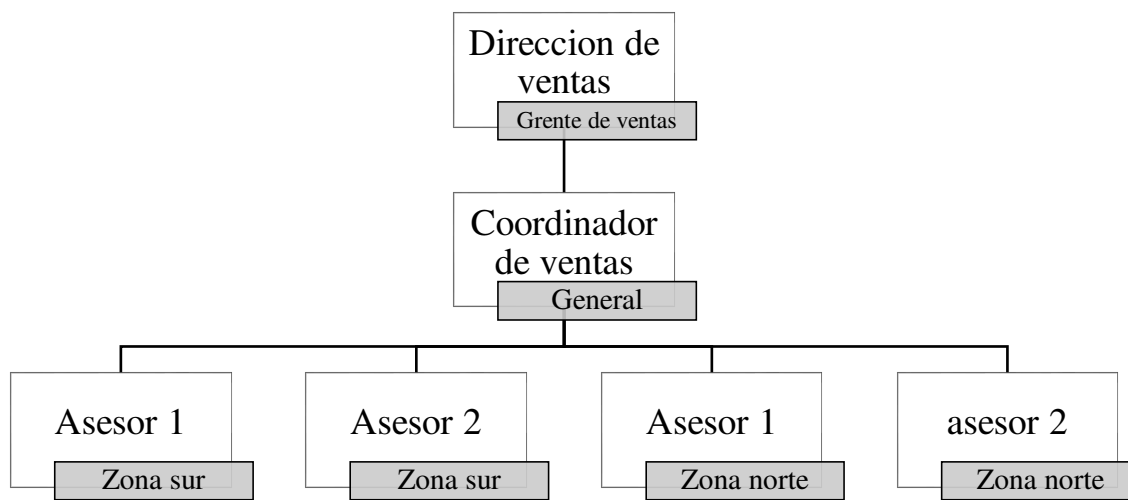 Direccion de
ventas
Grente de ventas
Coordinador
de ventas
General
Asesor 1
Zona sur
Asesor 2
Zona sur
Asesor 1
Zona norte
asesor 2
Zona norte